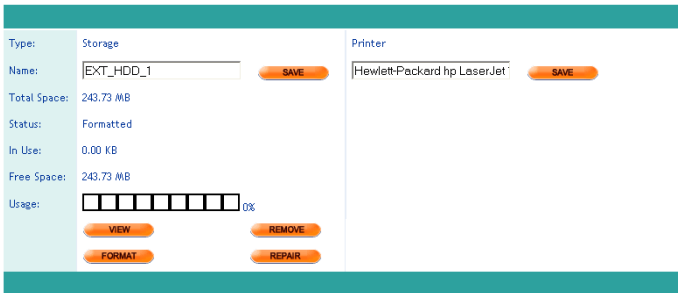 Type: Storage Printer
Name: EXT_HDD_1 SAVE Hewlett-Packard hp LaserJet SAVE
Total Space: 243.73 MB
Status: Formatted
In Use: 0.00 KB
Free Space: 243.73 MB
Usage: 0%
VIEW REMOVE
FORMAT REPAIR